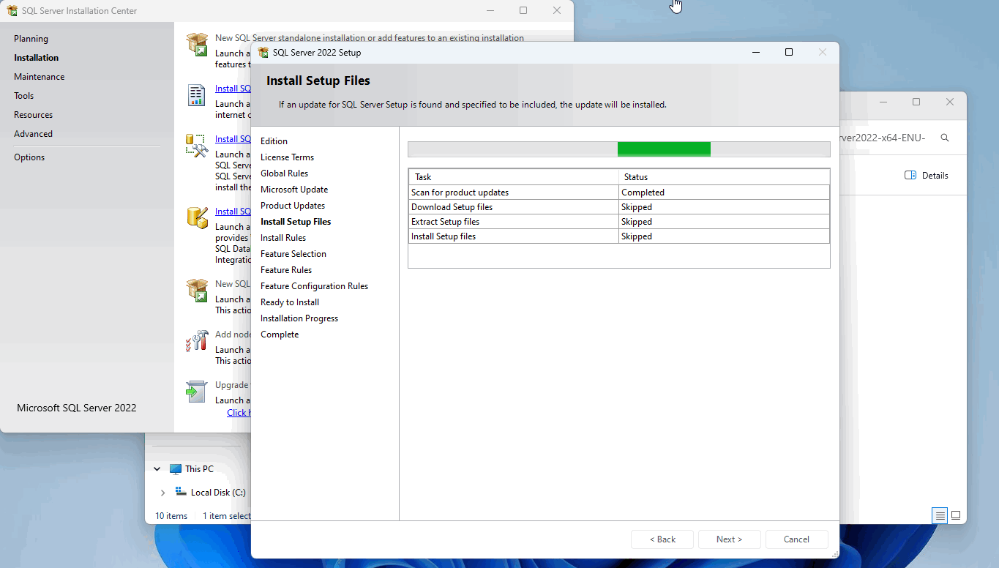 SQL Server Installation Center
Planning
Installation
Maintenance
Tools
Resources
Advanced
Options
Microsoft SQL Server 2022
New SQL Server standalone installation or add features to an existing installation
Launch a
features t
Install SQ
Launch a
internet c
Install SQ
Launch a
SQL Serve
SQL Serve
install the
Install SQ
Launch a
provides
SQL Data
Integratio
New SQL
Launch a
This actio
Add node
Launch a
This actio
Upgrade
Launch a
Click h
SQL Server 2022 Setup
Install Setup Files
If an update for SQL Server Setup is found and specified to be included, the update will be installed.
Edition
License Terms
Global Rules
Microsoft Update
Product Updates
Install Setup Files
Install Rules
Feature Selection
Feature Rules
Feature Configuration Rules
Ready to Install
Installation Progress
Complete
Task Status
Scan for product updates Completed
Download Setup files Skipped
Extract Setup files Skipped
Install Setup files Skipped
< Back Next > Cancel
rver2022-x64-ENU-
Details
This PC
Local Disk (C:)
10 items 1 item select